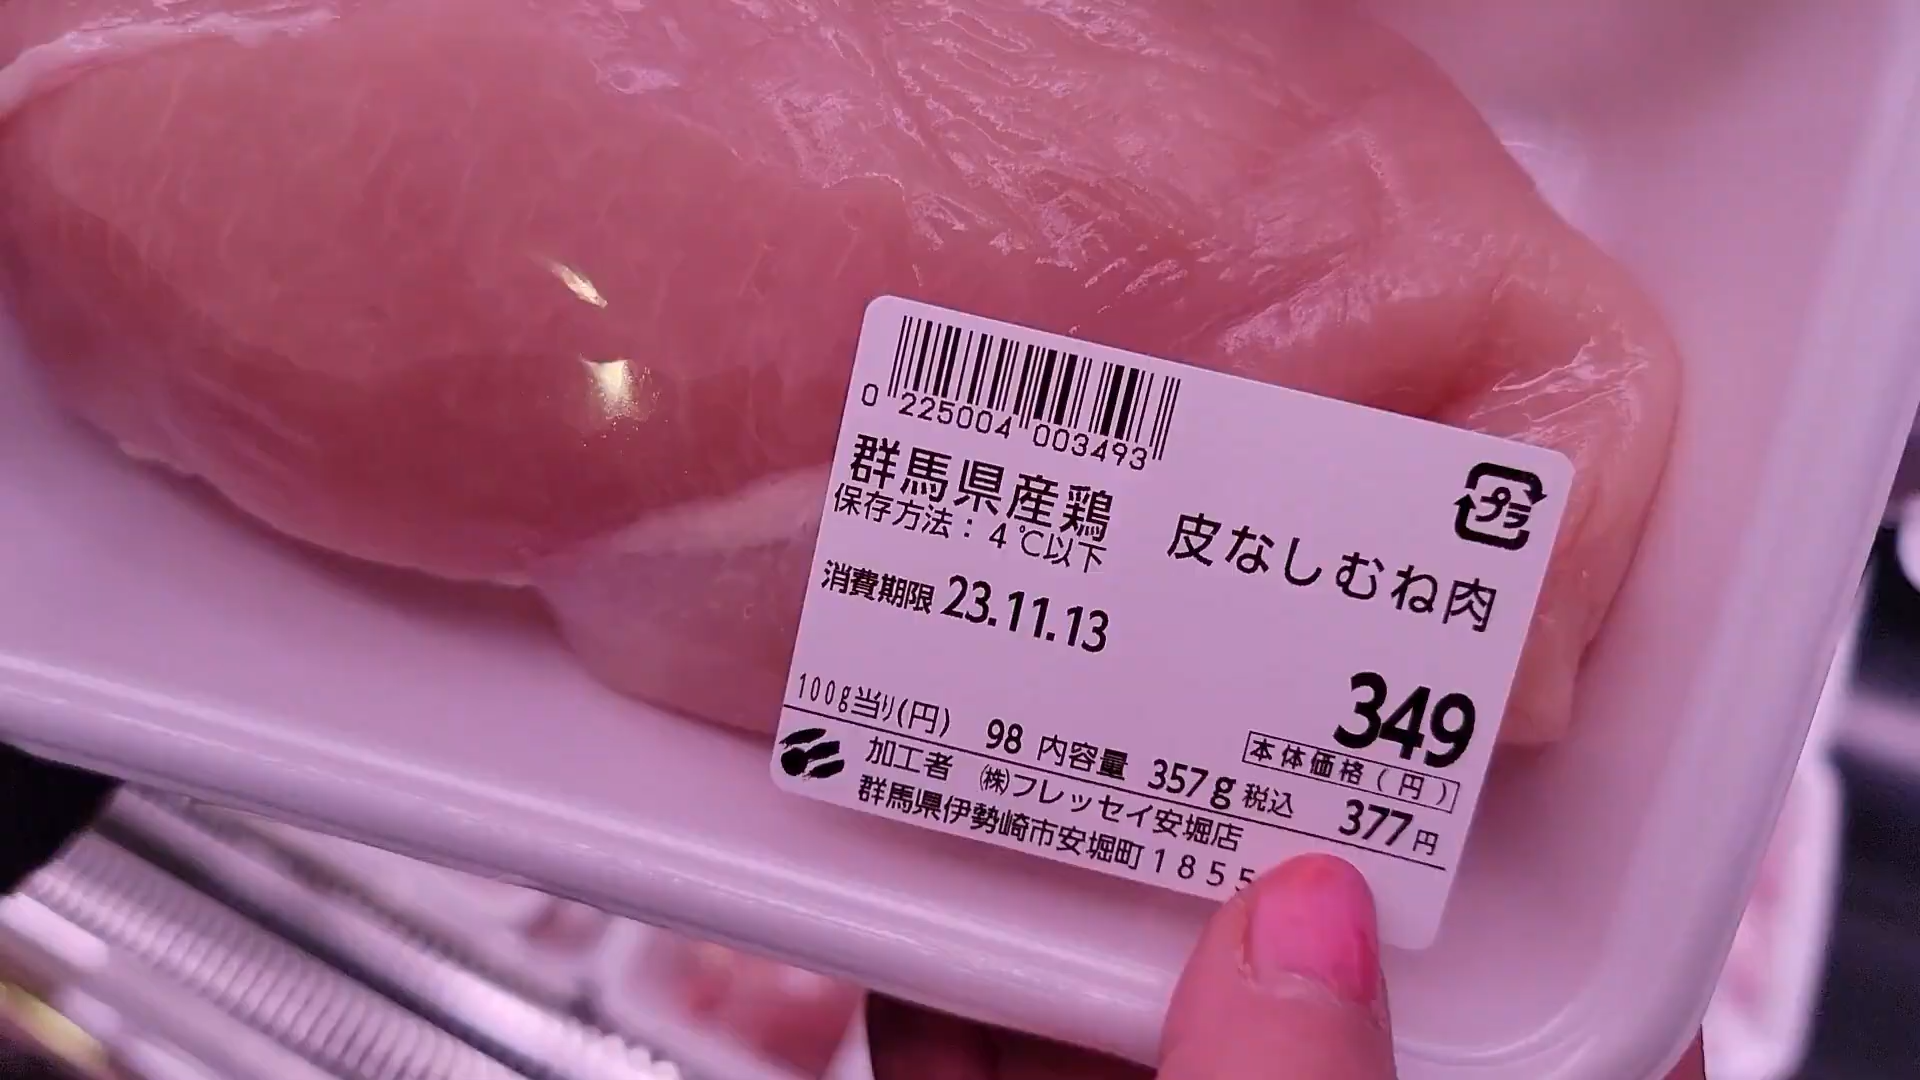 0 225004 003493
群馬県産鶏 皮なしむね肉
保存方法：4℃以下
プラ
消費期限 23.11.13
349
本体価格(円)
100g当り(円) 98 内容量 357g 税込 377円
加工者 ㈱フレッセイ安堀店
群馬県伊勢崎市安堀町1855